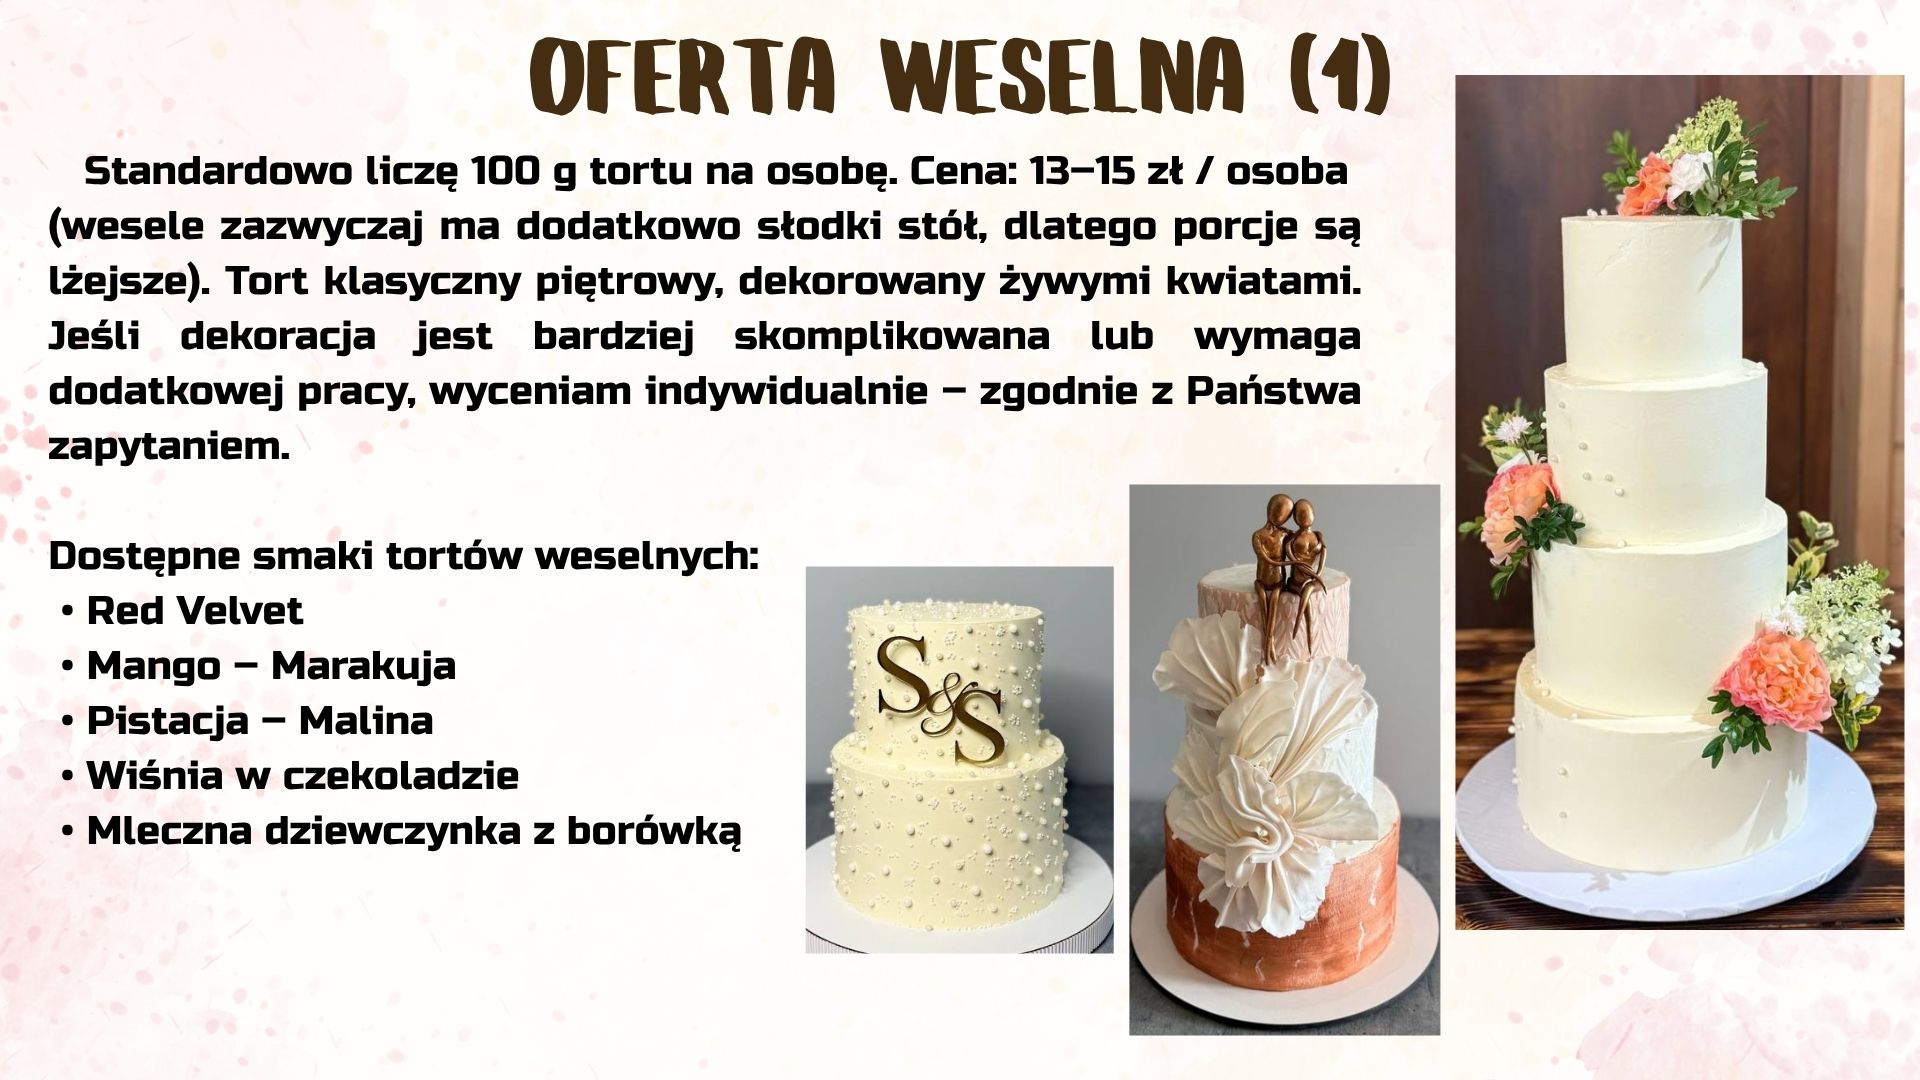 OFERTA WESELNA (1)
Standardowo liczę 100 g tortu na osobę. Cena: 13–15 zł / osoba
(wesele zazwyczaj ma dodatkowo słodki stół, dlatego porcje są
lżejsze). Tort klasyczny piętrowy, dekorowany żywymi kwiatami.
Jeśli dekoracja jest bardziej skomplikowana lub wymaga
dodatkowej pracy, wyceniam indywidualnie – zgodnie z Państwa
zapytaniem.
Dostępne smaki tortów weselnych:
• Red Velvet
• Mango – Marakuja
• Pistacja – Malina
• Wiśnia w czekoladzie
• Mleczna dziewczynka z borówką
S&S